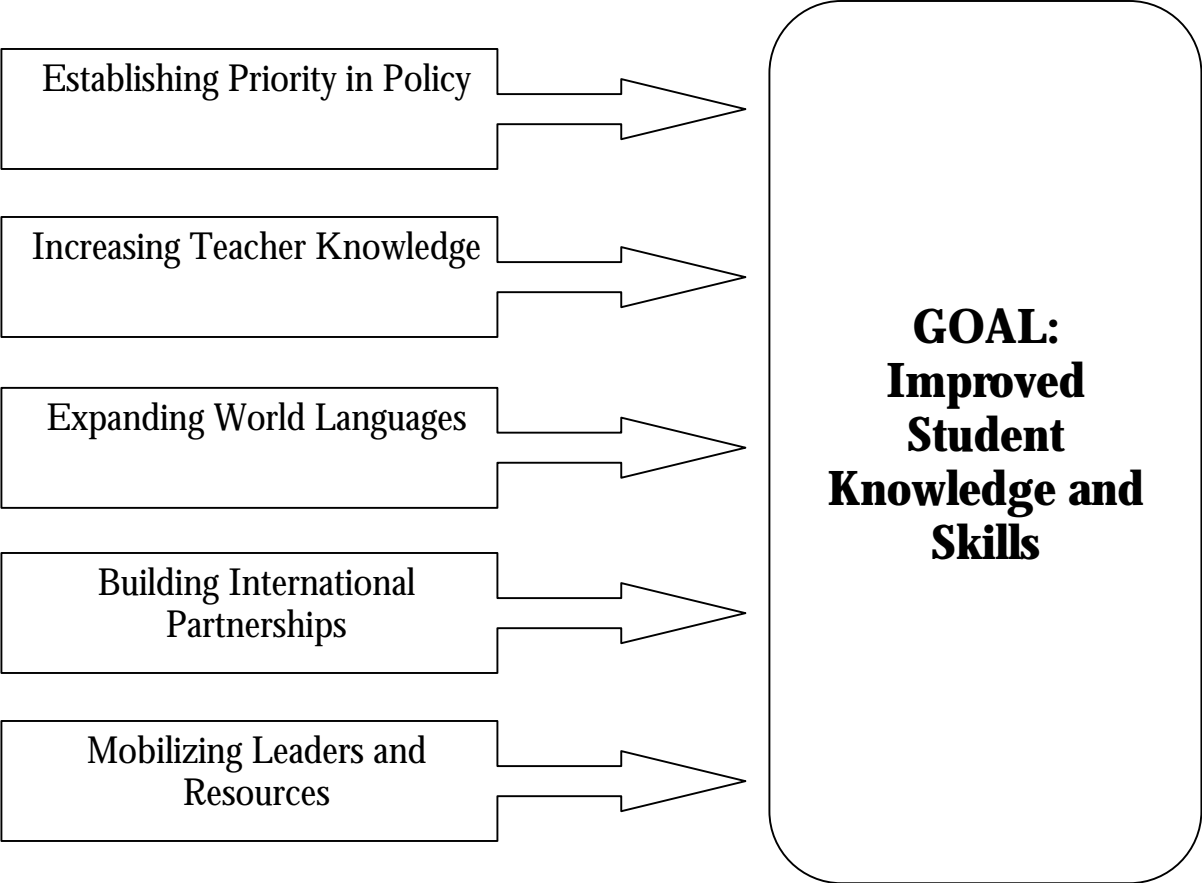 Establishing Priority in Policy
Increasing Teacher Knowledge
Expanding World Languages
Building International
Partnerships
Mobilizing Leaders and
Resources
GOAL:
Improved
Student
Knowledge and
Skills